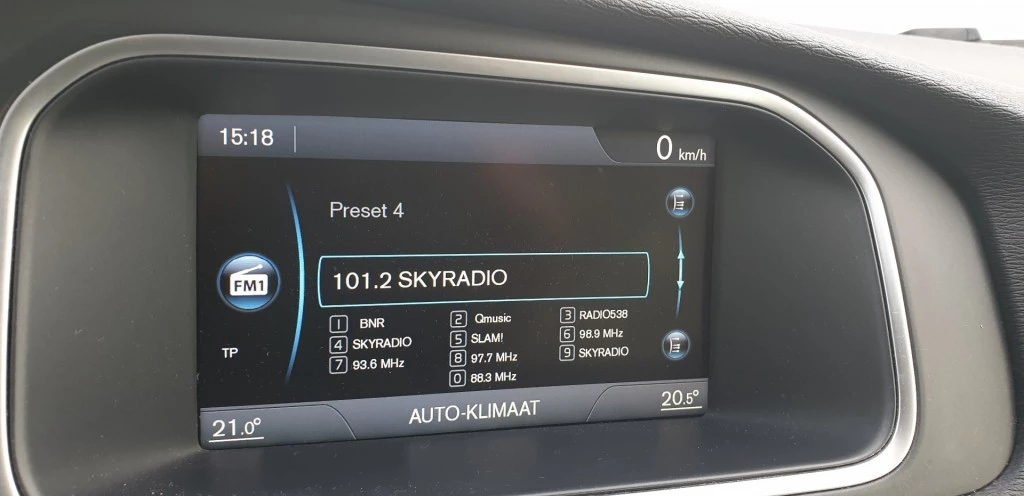 15:18
0 km/h
Preset 4
101.2 SKYRADIO
FM1
1 BNR 2 Qmusic 3 RADIO538
4 SKYRADIO 5 SLAM! 6 98.9 MHz
7 93.6 MHz 8 97.7 MHz 9 SKYRADIO
0 88.3 MHz
TP
21.0° AUTO-KLIMAAT 20.5°